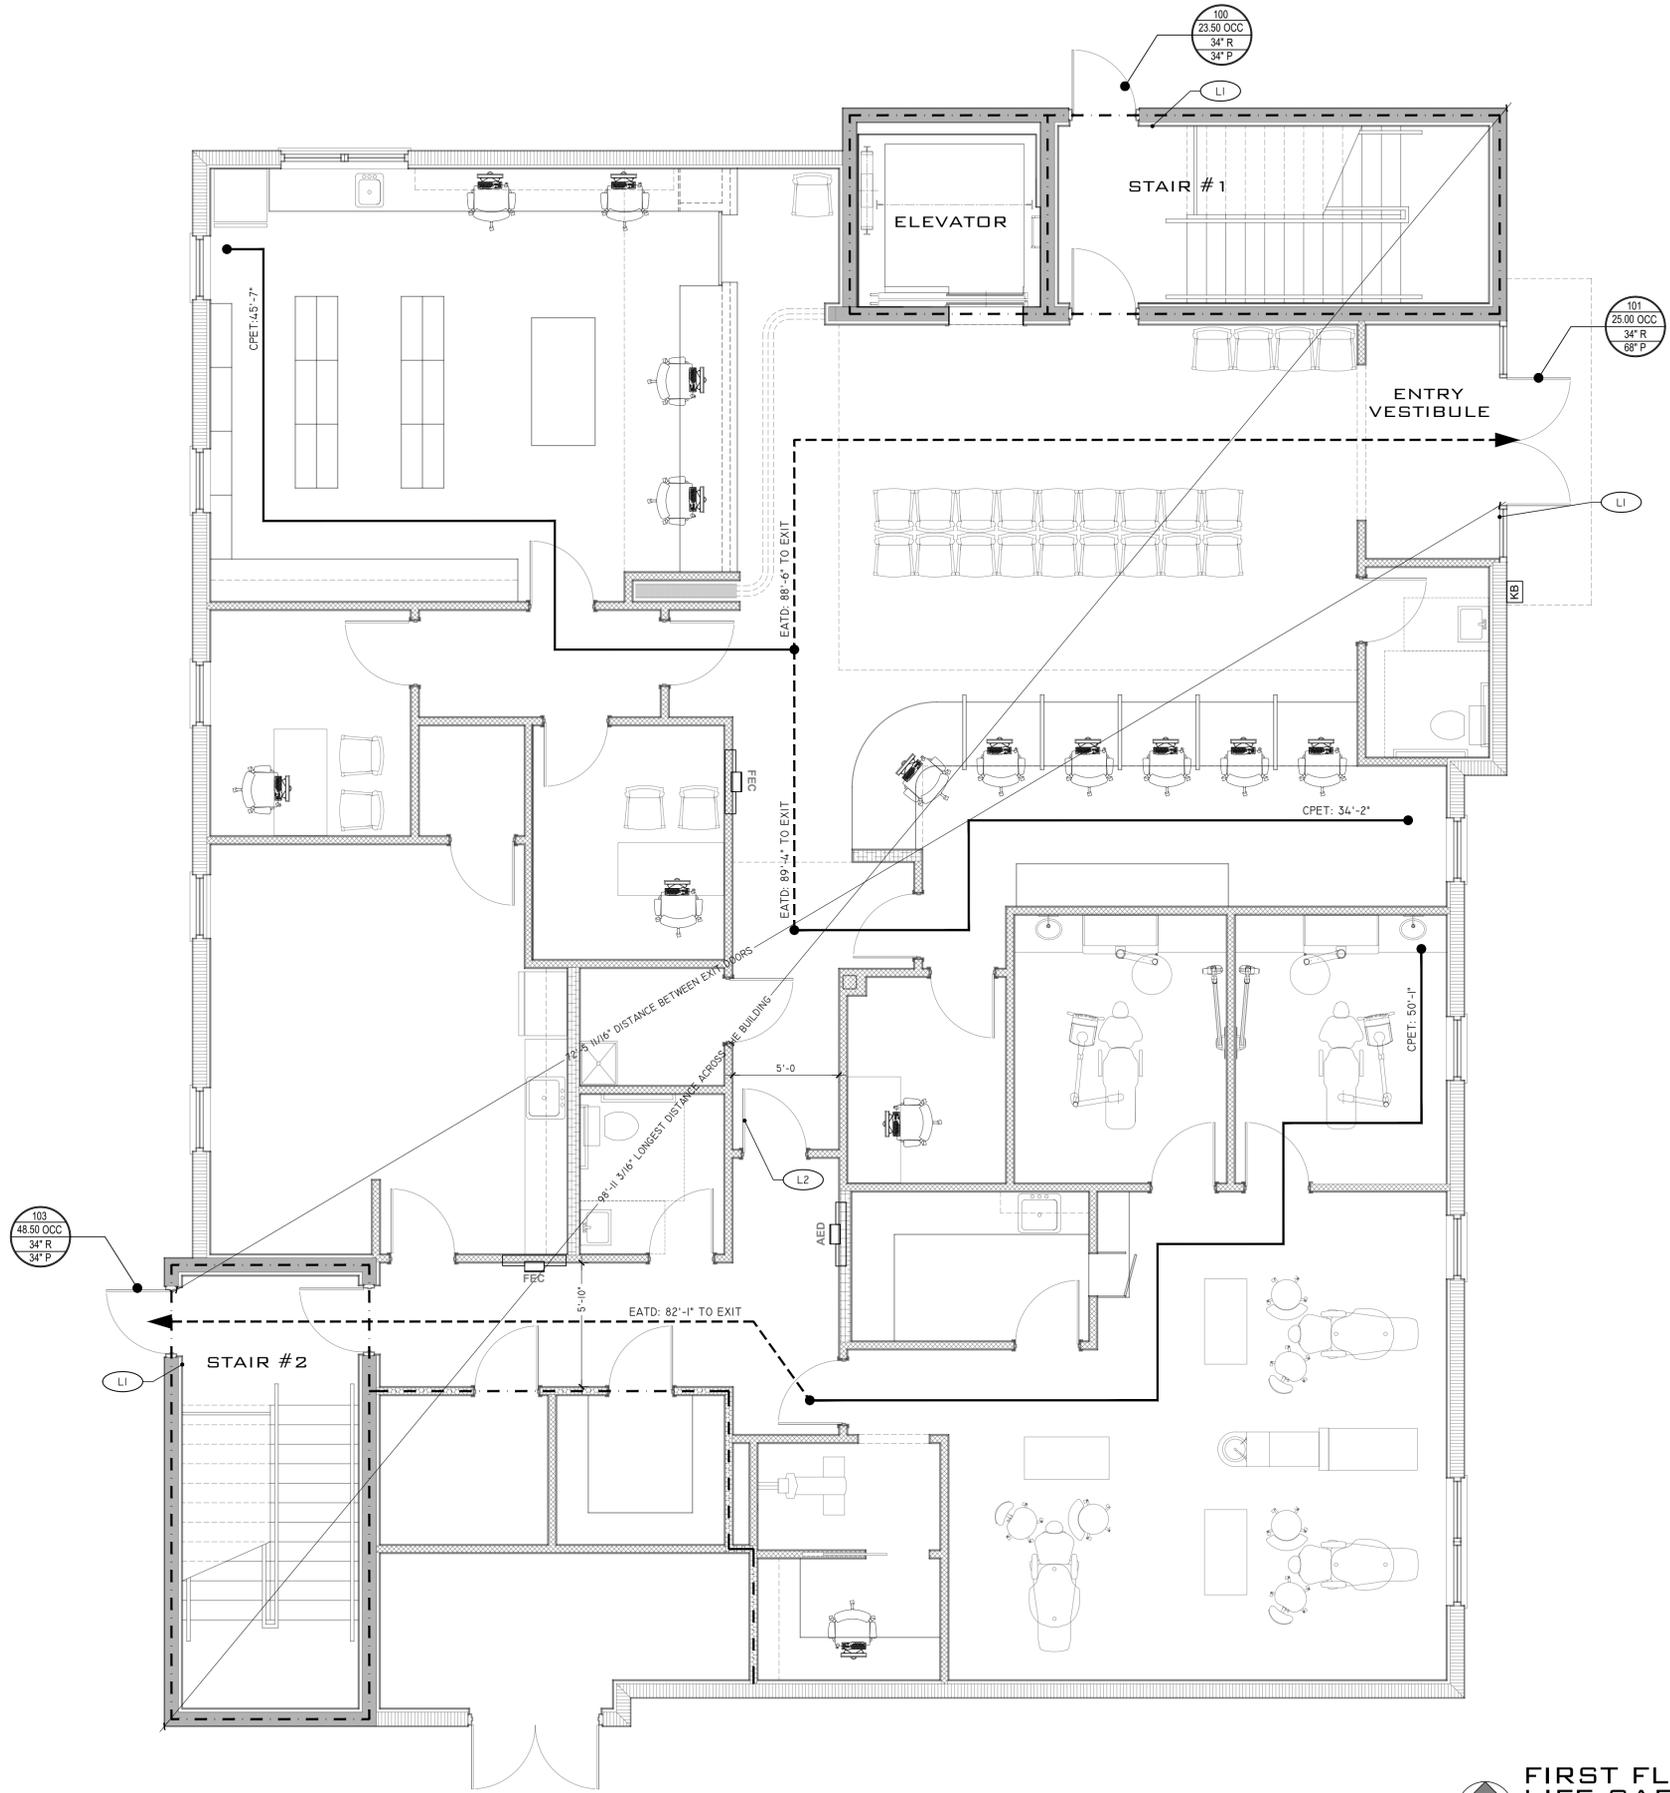 100
23.50 OCC
34" R
34" P
L1
STAIR #1
ELEVATOR
101
25.00 OCC
34" R
68" P
CPET:45'-7"
ENTRY
VESTIBULE
L1
EATD: 88'-6" TO EXIT
KB
FEC
CPET: 34'-2"
EATD: 89'-4" TO EXIT
72'-5 11/16" DISTANCE BETWEEN EXIT DOORS
CPET: 50'-1"
98'-11 3/16" LONGEST DISTANCE ACROSS THE BUILDING
5'-0
L2
103
48.50 OCC
34" R
34" P
AED
FEC
5'-10"
EATD: 82'-1" TO EXIT
STAIR #2
L1
FIRST FL